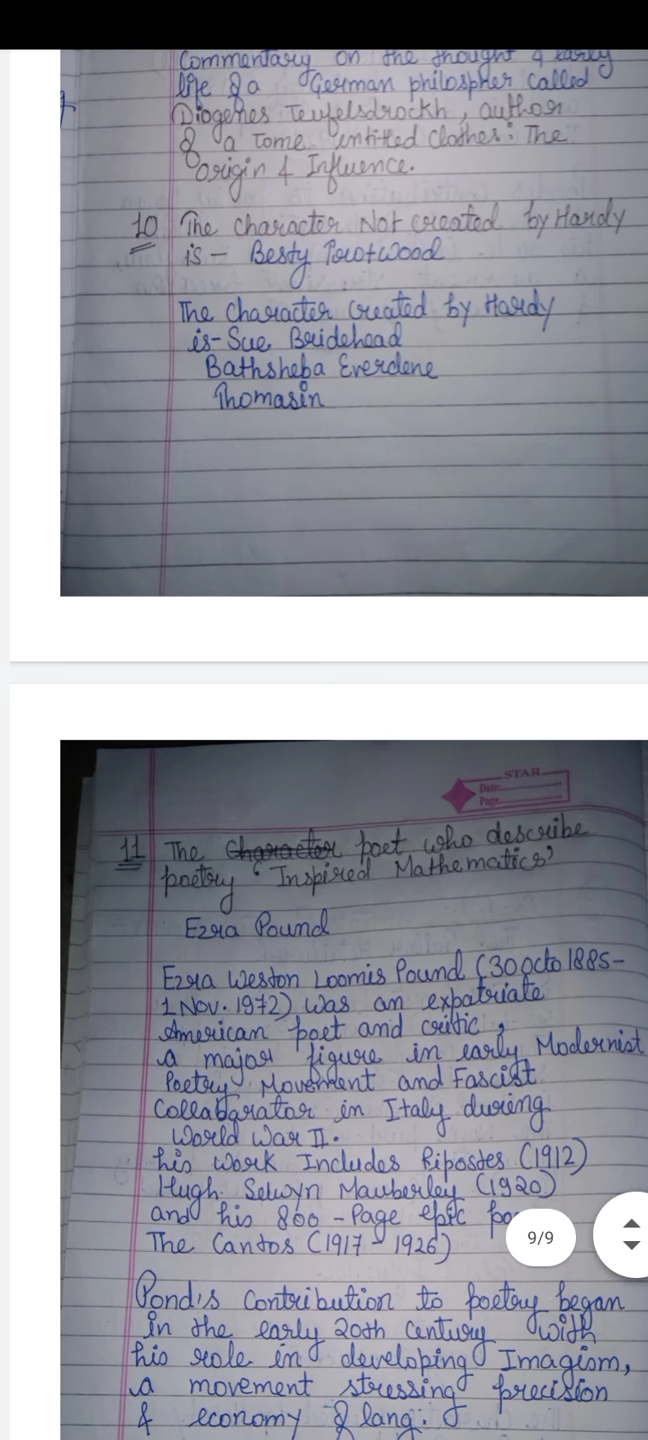 Commentary on the thought & early
life of a German philospher called
Diogenes Teufelsdrockh, author
of a Tome entitled Clothes: The
Origin & Influence.
10 The character Not created by Hardy
is - Besty Trotwood
The character created by Hardy
is - Sue Bridehead
Bathsheba Everdene
Thomasin
STAR
Date:
Page
11 The Character poet who describe
poetry 'Inspired Mathematics'
Ezra Pound
Ezra Weston Loomis Pound (30 octo 1885-
1 Nov. 1972) was an expatriate
American poet and critic,
a major figure in early Modernist
Poetry Movement and Fascist
Collabarator in Italy during
World War II.
his work Includes Ripostes (1912)
Hugh Selwyn Mauberley (1920)
and his 800-Page epic
The Cantos (1917 - 1926)
9/9
Pond's Contribution to poetry began
in the early 20th Century with
his role in developing Imagism,
a movement stressing precision
& economy of lang.